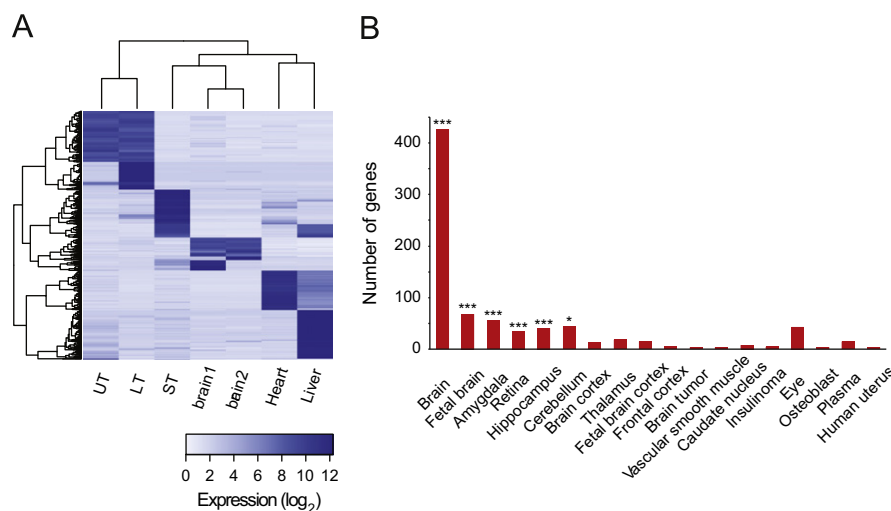 A
UT
LT
ST
brain1
bain2
Heart
Liver
0 2 4 6 8 10 12
Expression (log2)
B
Number of genes
400
300
200
100
0
***
***
***
***
***
*
Brain
Fetal brain
Amygdala
Retina
Hippocampus
Cerebellum
Brain cortex
Thalamus
Fetal brain cortex
Frontal cortex
Brain tumor
Vascular smooth muscle
Caudate nucleus
Insulinoma
Eye
Osteoblast
Plasma
Human uterus